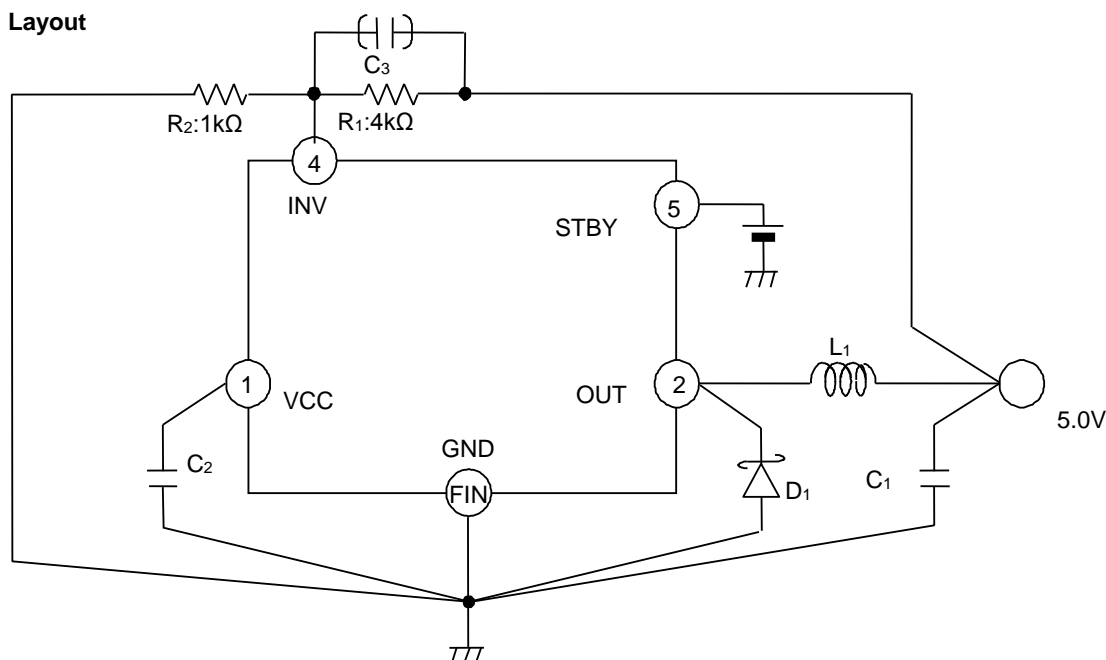 Layout
C₃
R₂:1kΩ
R₁:4kΩ
4
INV
5
STBY
L₁
1
VCC
OUT
2
5.0V
GND
C₂
FIN
D₁
C₁